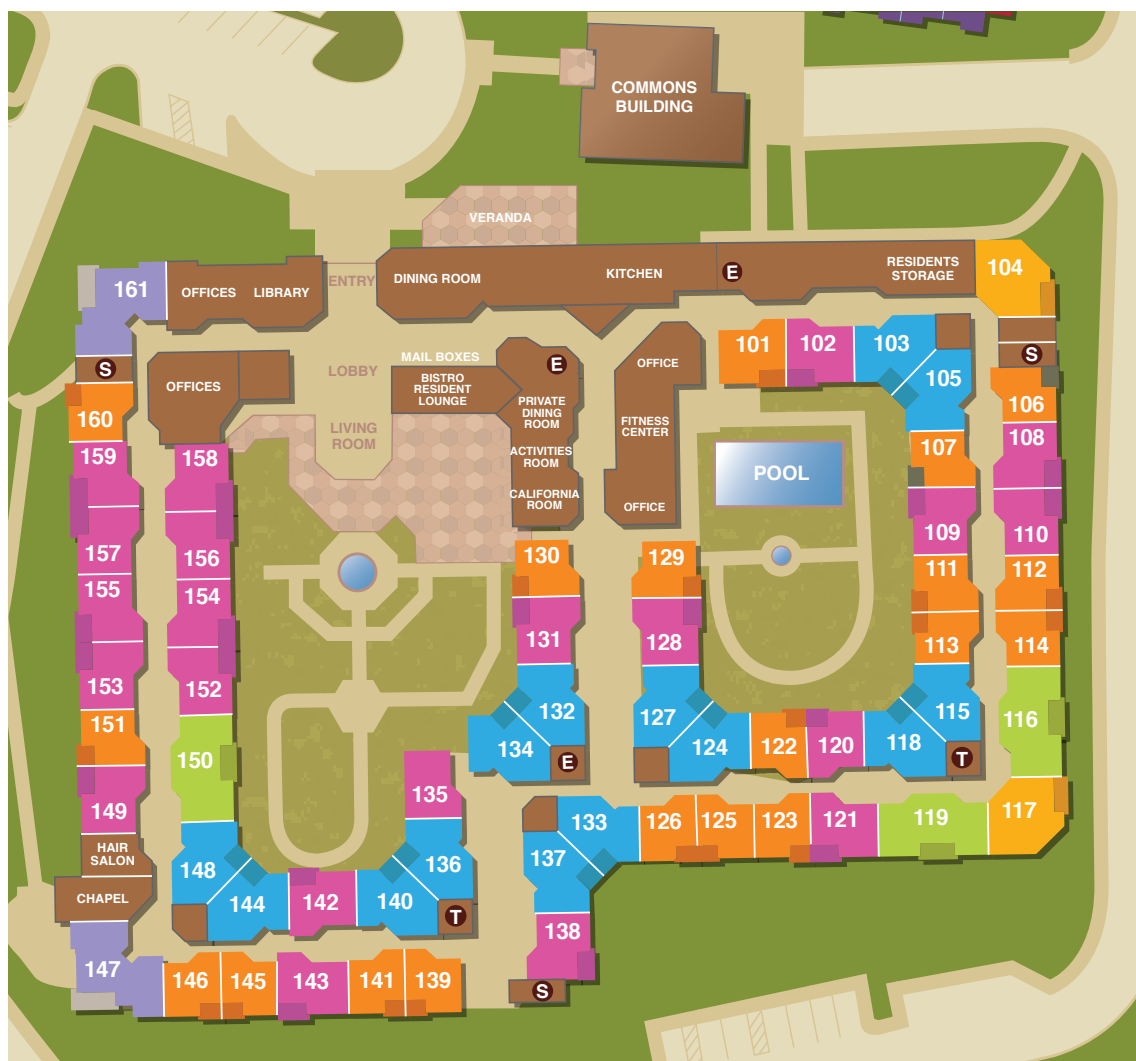 COMMONS
BUILDING
VERANDA
ENTRY
DINING ROOM
KITCHEN
E
RESIDENTS
STORAGE
104
161
OFFICES
LIBRARY
S
160
OFFICES
LOBBY
MAIL BOXES
BISTRO
RESIDENT
LOUNGE
E
PRIVATE
DINING
ROOM
ACTIVITIES
ROOM
CALIFORNIA
ROOM
LIVING
ROOM
OFFICE
FITNESS
CENTER
OFFICE
101
102
103
105
S
106
107
108
POOL
109
110
111
112
113
114
115
116
T
117
118
119
120
121
122
123
124
125
126
127
128
129
130
131
132
134
E
133
137
138
S
159
158
157
156
155
154
153
152
151
150
149
HAIR
SALON
CHAPEL
148
144
142
140
136
135
T
147
146
145
143
141
139